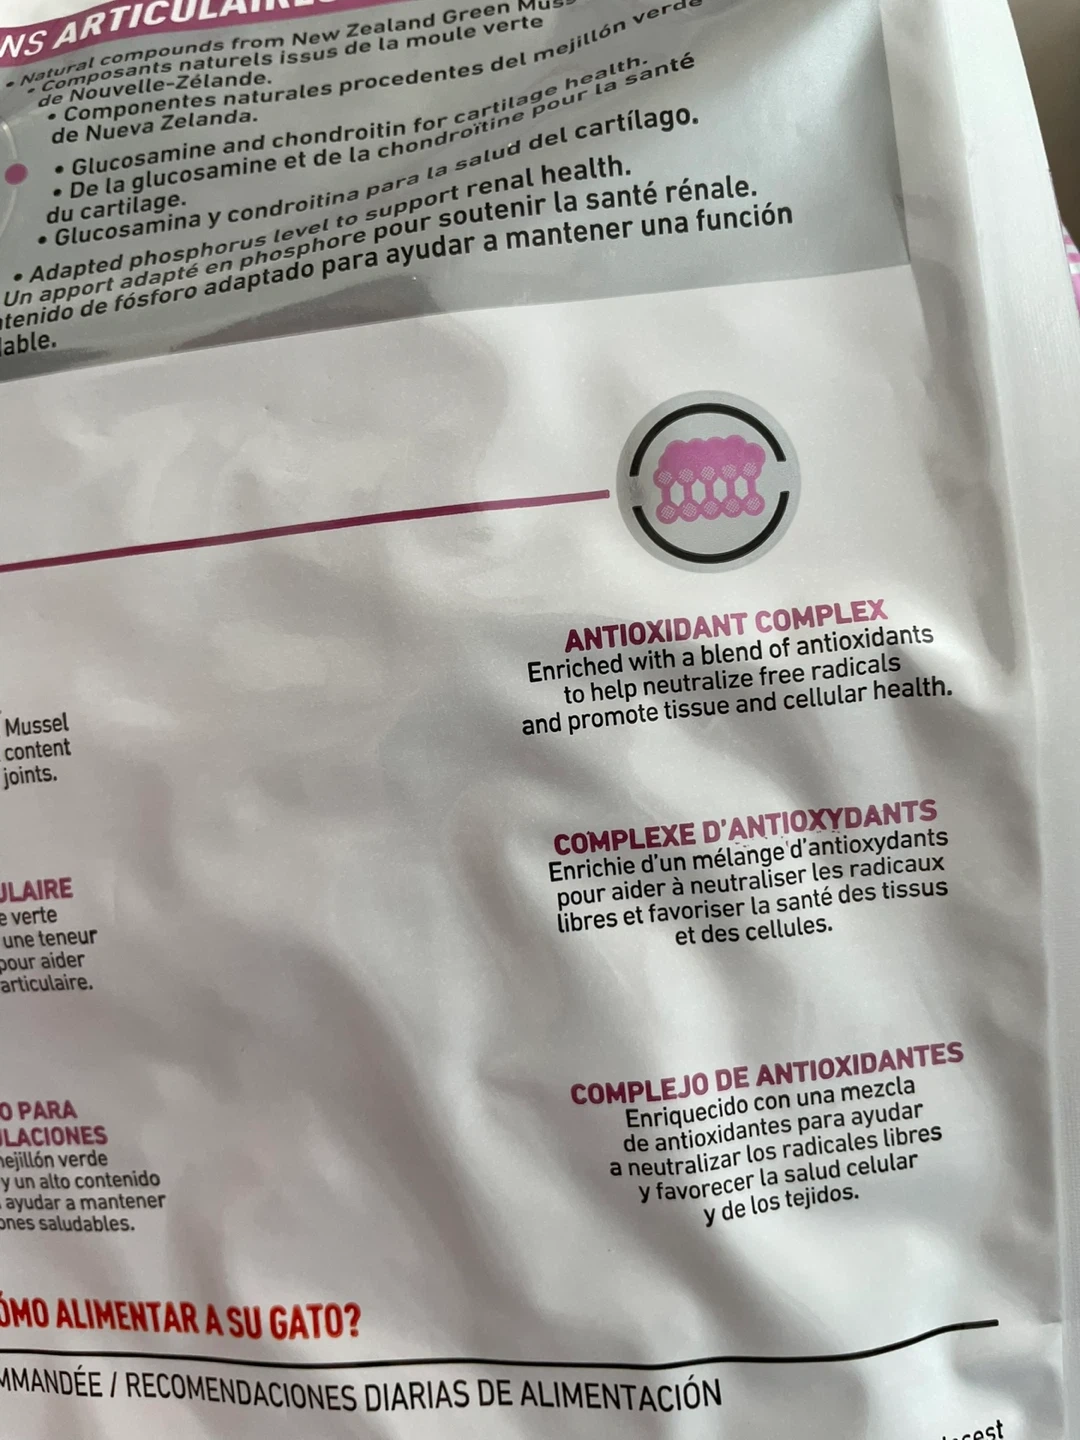 NS ARTICULAIRE
• Natural compounds from New Zealand Green
• Composants naturels issus de la moule verte
de Nouvelle-Zélande.
• Componentes naturales procedentes del mejillón verde
de Nueva Zelanda.
• Glucosamine and chondroitin for cartilage health.
• De la glucosamine et de la chondroïtine pour la santé
du cartilage.
• Glucosamina y condroitina para la salud del cartílago.
• Adapted phosphorus level to support renal health.
Un apport adapté en phosphore pour soutenir la santé rénale.
tenido de fósforo adaptado para ayudar a mantener una función
able.
ANTIOXIDANT COMPLEX
Enriched with a blend of antioxidants
to help neutralize free radicals
and promote tissue and cellular health.
Mussel
content
joints.
COMPLEXE D'ANTIOXYDANTS
Enrichie d'un mélange d'antioxydants
pour aider à neutraliser les radicaux
libres et favoriser la santé des tissus
et des cellules.
ULAIRE
e verte
une teneur
pour aider
articulaire.
COMPLEJO DE ANTIOXIDANTES
Enriquecido con una mezcla
de antioxidantes para ayudar
a neutralizar los radicales libres
y favorecer la salud celular
y de los tejidos.
O PARA
ULACIONES
mejillón verde
y un alto contenido
ayudar a mantener
ones saludables.
ÓMO ALIMENTAR A SU GATO?
MMANDÉE / RECOMENDACIONES DIARIAS DE ALIMENTACIÓN